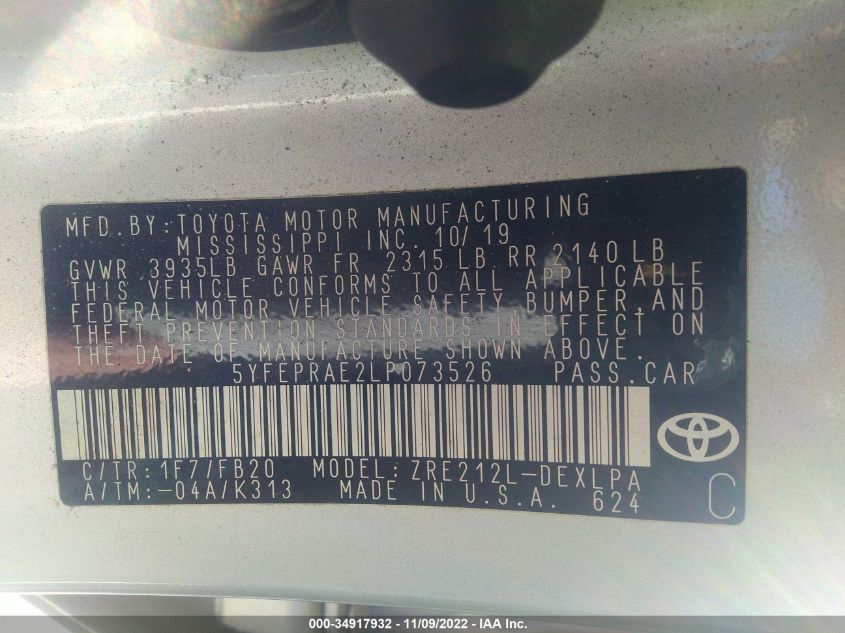 MFD. BY: TOYOTA MOTOR MANUFACTURING
MISSISSIPPI INC. 10/19
GVWR 3935LB GAWR FR 2315 LB RR 2140 LB
THIS VEHICLE CONFORMS TO ALL APPLICABLE
FEDERAL MOTOR VEHICLE SAFETY, BUMPER, AND
THEFT PREVENTION STANDARDS IN EFFECT ON
THE DATE OF MANUFACTURE SHOWN ABOVE.
5YFEPRAE2LP073526 PASS. CAR
C/TR: 1F7/FB20 MODEL: ZRE212L-DEXLPA
A/TM: -04A/K313 MADE IN U.S.A. 624
C
000-34917932 - 11/09/2022 - IAA Inc.